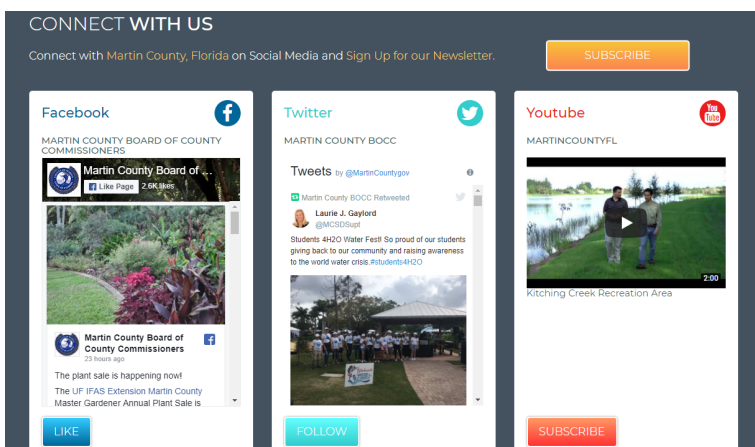 CONNECT WITH US
Connect with Martin County, Florida on Social Media and Sign Up for our Newsletter.
SUBSCRIBE
Facebook
MARTIN COUNTY BOARD OF COUNTY
COMMISSIONERS
Martin County Board of ...
Like Page 2.6K likes
Martin County Board of
County Commissioners
23 hours ago
The plant sale is happening now!
The UF IFAS Extension Martin County
Master Gardener Annual Plant Sale is
LIKE
Twitter
MARTIN COUNTY BOCC
Tweets by @MartinCountygov
Martin County BOCC Retweeted
Laurie J. Gaylord
@MCSDSupt
Students 4H2O Water Fest! So proud of our students
giving back to our community and raising awareness
to the world water crisis.#students4H2O
FOLLOW
Youtube
You
Tube
MARTINCOUNTYFL
2:00
Kitching Creek Recreation Area
SUBSCRIBE